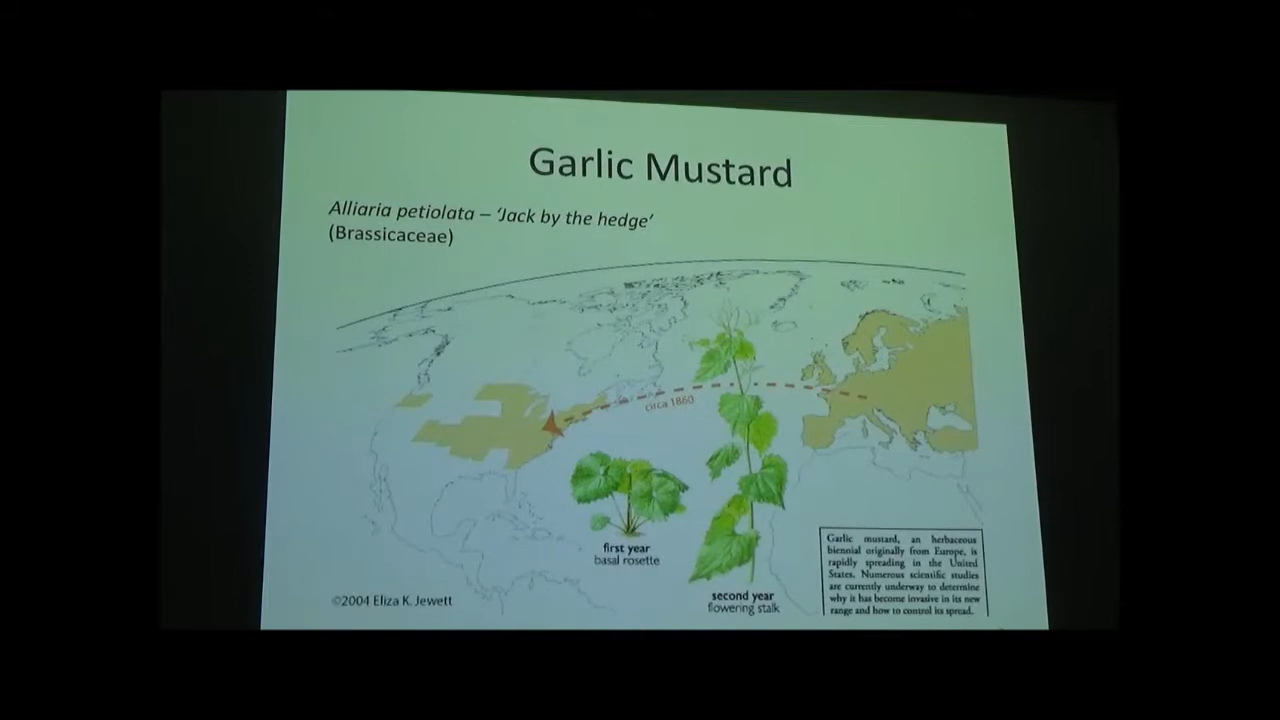 Garlic Mustard
Alliaria petiolata – ‘Jack by the hedge’
(Brassicaceae)
circa 1860
first year
basal rosette
second year
flowering stalk
©2004 Eliza K. Jewett
Garlic mustard, an herbaceous
biennial originally from Europe, is
rapidly spreading in the United
States. Numerous scientific studies
are currently underway to determine
why it has become invasive in its new
range and how to control its spread.